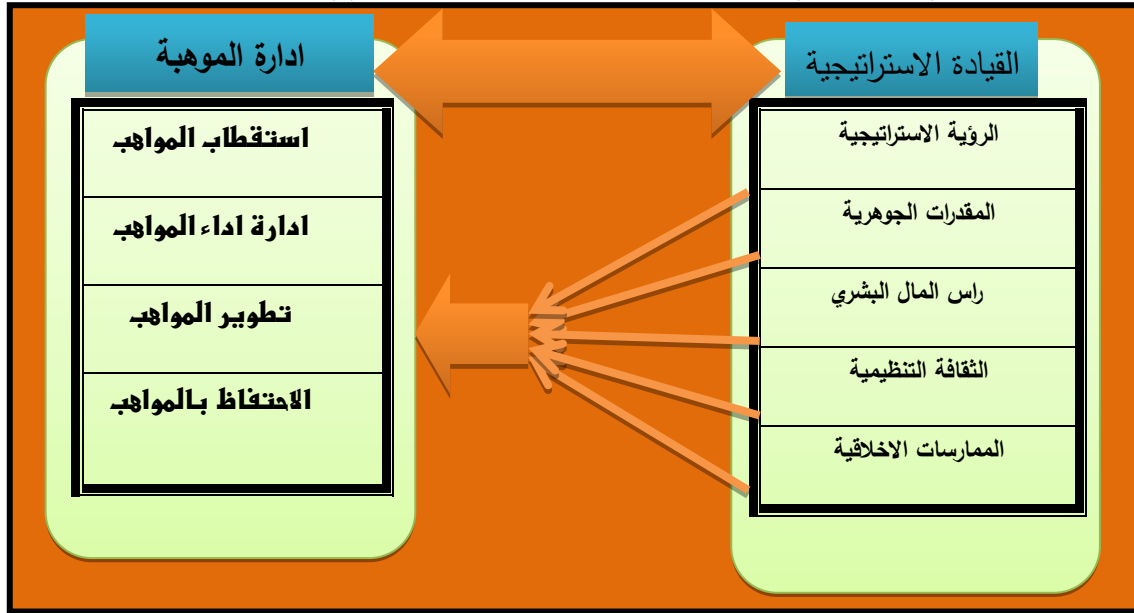 القيادة الاستراتيجية
الرؤية الاستراتيجية
المقدرات الجوهرية
راس المال البشري
الثقافة التنظيمية
الممارسات الاخلاقية
ادارة الموهبة
استقطاب المواهب
ادارة اداء المواهب
تطوير المواهب
الاحتفاظ بالمواهب